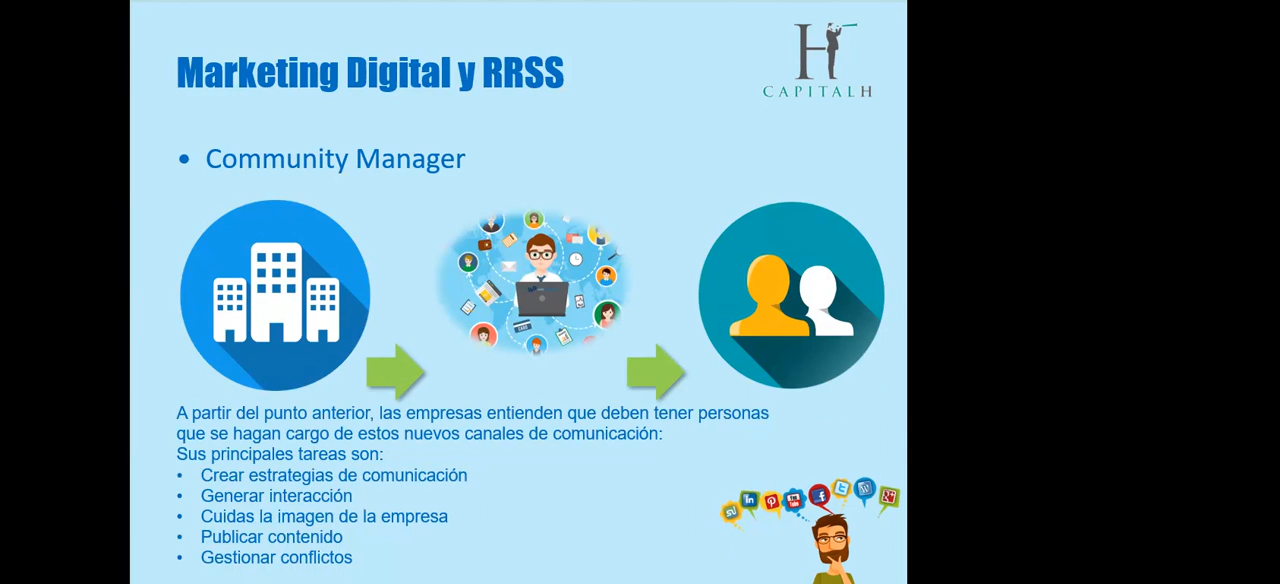 Marketing Digital y RRSS
H
CAPITALH
• Community Manager
A partir del punto anterior, las empresas entienden que deben tener personas
que se hagan cargo de estos nuevos canales de comunicación:
Sus principales tareas son:
• Crear estrategias de comunicación
• Generar interacción
• Cuidas la imagen de la empresa
• Publicar contenido
• Gestionar conflictos